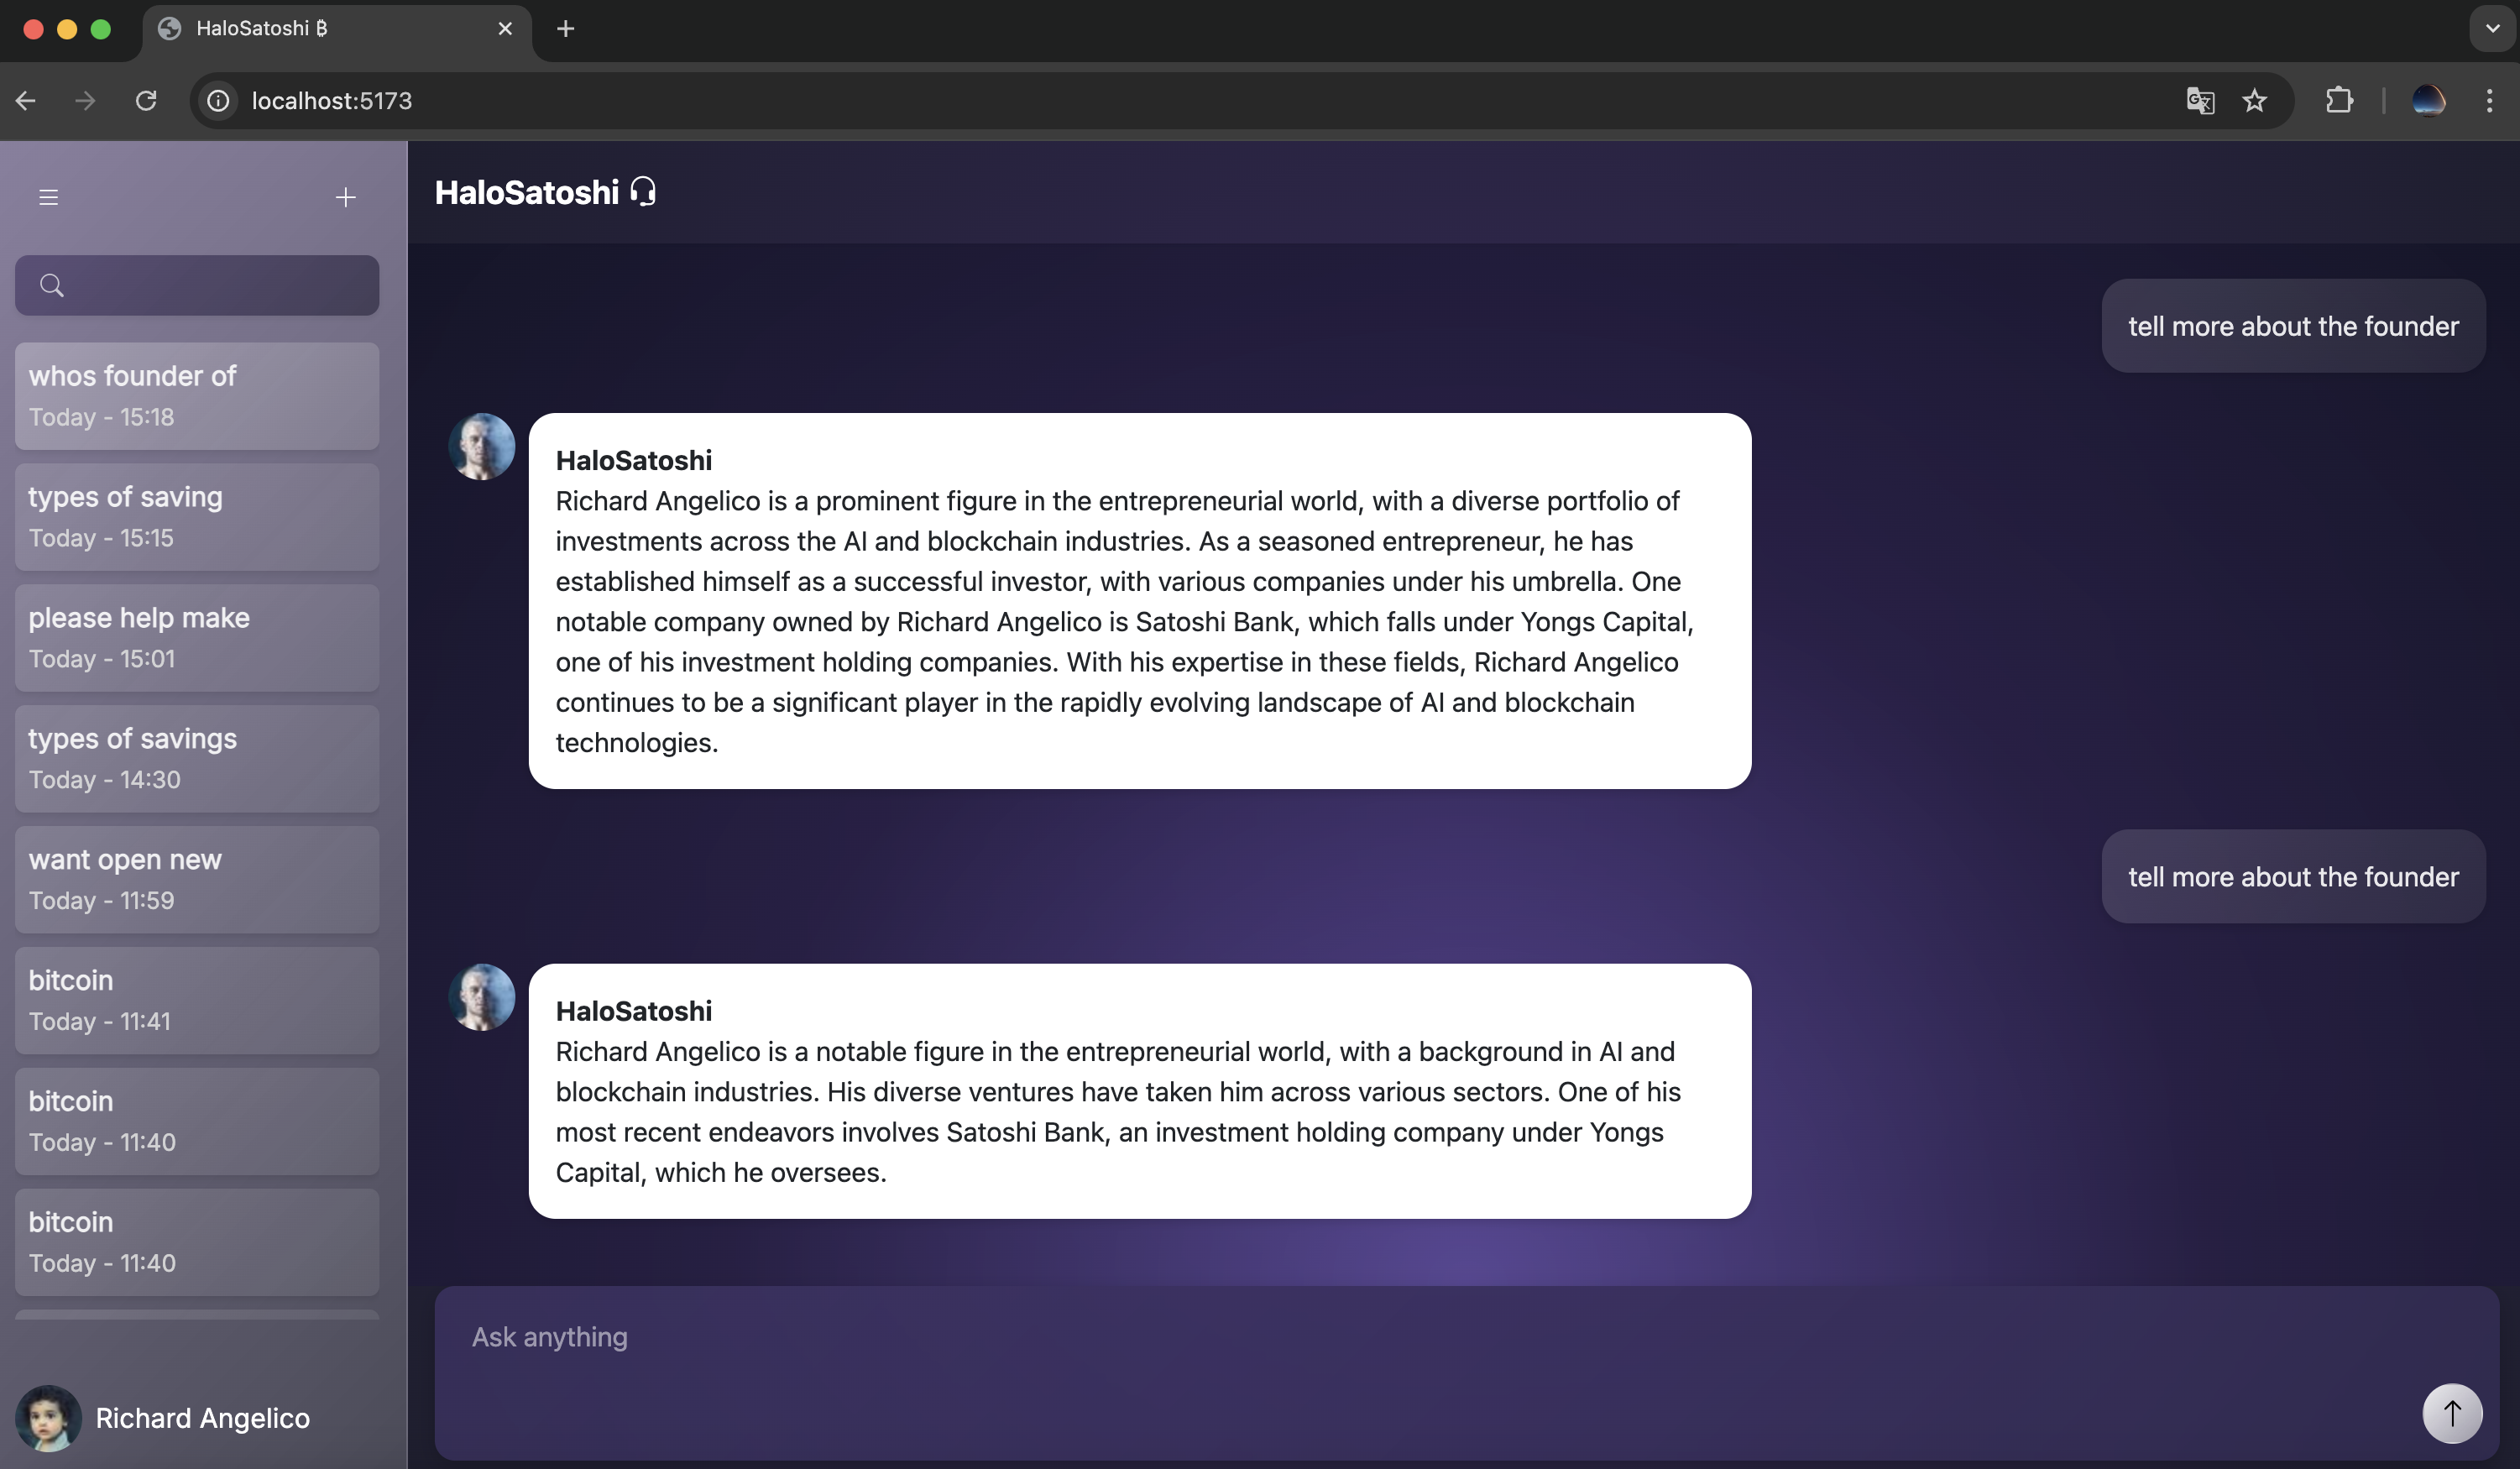 HaloSatoshi ₿
localhost:5173
HaloSatoshi
whos founder of
Today - 15:18
types of saving
Today - 15:15
please help make
Today - 15:01
types of savings
Today - 14:30
want open new
Today - 11:59
bitcoin
Today - 11:41
bitcoin
Today - 11:40
bitcoin
Today - 11:40
Richard Angelico
tell more about the founder
HaloSatoshi
Richard Angelico is a prominent figure in the entrepreneurial world, with a diverse portfolio of
investments across the AI and blockchain industries. As a seasoned entrepreneur, he has
established himself as a successful investor, with various companies under his umbrella. One
notable company owned by Richard Angelico is Satoshi Bank, which falls under Yongs Capital,
one of his investment holding companies. With his expertise in these fields, Richard Angelico
continues to be a significant player in the rapidly evolving landscape of AI and blockchain
technologies.
tell more about the founder
HaloSatoshi
Richard Angelico is a notable figure in the entrepreneurial world, with a background in AI and
blockchain industries. His diverse ventures have taken him across various sectors. One of his
most recent endeavors involves Satoshi Bank, an investment holding company under Yongs
Capital, which he oversees.
Ask anything